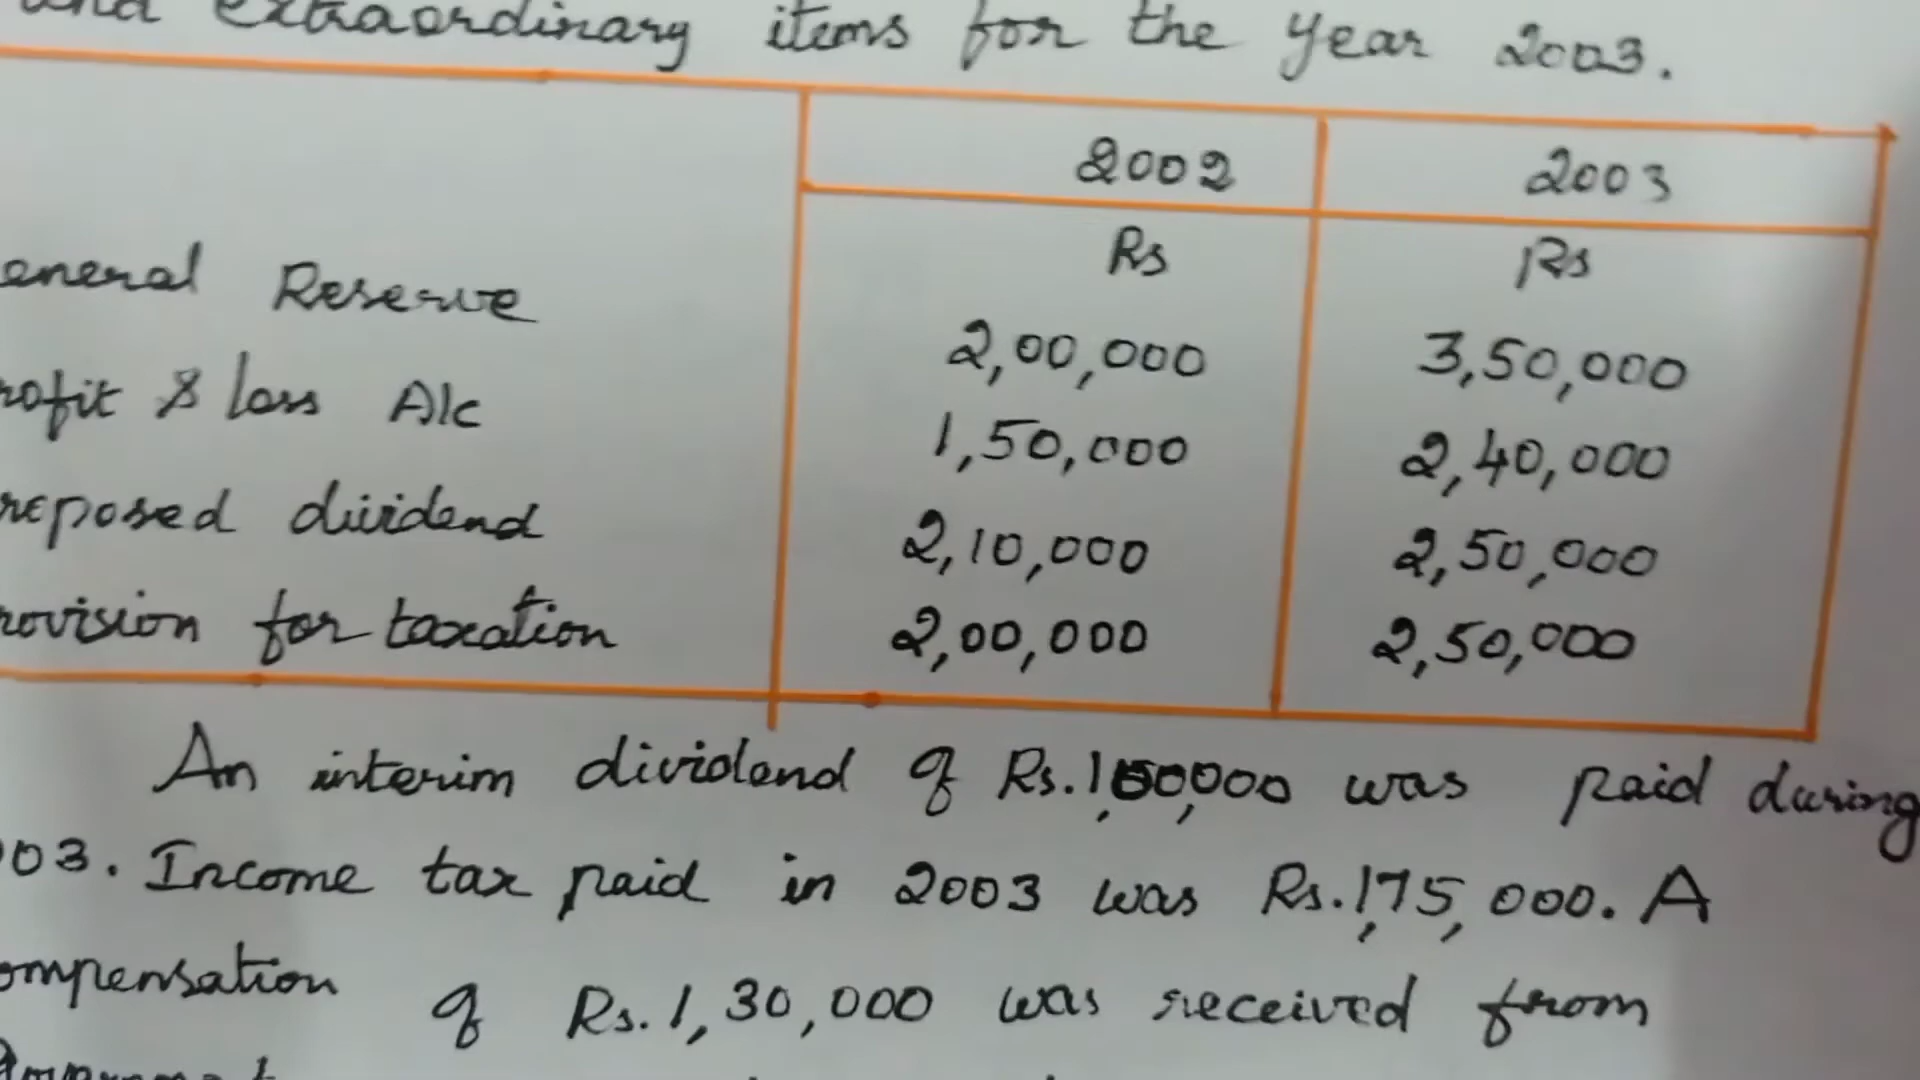 and extraordinary items for the year 2003.
2002 2003
Rs Rs
eneral Reserve 2,00,000 3,50,000
rofit & loss A/c 1,50,000 2,40,000
roposed dividend 2,10,000 2,50,000
rovision for taxation 2,00,000 2,50,000
An interim dividend of Rs. was paid during
03. Income tax paid in 2003 was Rs.1,75,000. A
ompensation of Rs.1,30,000 was received from